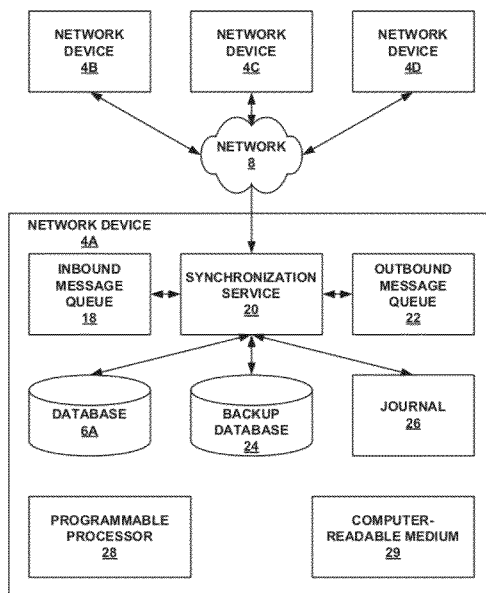 NETWORK
DEVICE
4B
NETWORK
DEVICE
4C
NETWORK
DEVICE
4D
NETWORK
8
NETWORK DEVICE
4A
INBOUND
MESSAGE
QUEUE
18
SYNCHRONIZATION
SERVICE
20
OUTBOUND
MESSAGE
QUEUE
22
DATABASE
6A
BACKUP
DATABASE
24
JOURNAL
26
PROGRAMMABLE
PROCESSOR
28
COMPUTER-
READABLE MEDIUM
29